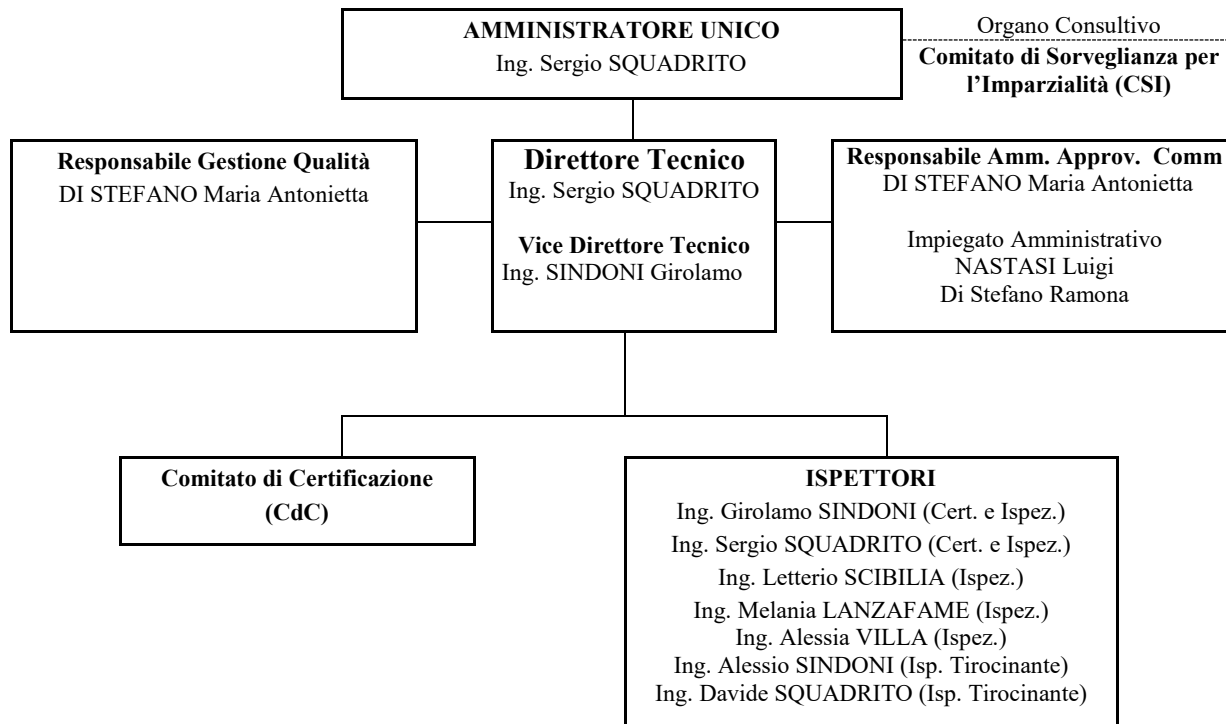 AMMINISTRATORE UNICO
Ing. Sergio SQUADRITO
Organo Consultivo
Comitato di Sorveglianza per
l’Imparzialità (CSI)
Responsabile Gestione Qualità
DI STEFANO Maria Antonietta
Direttore Tecnico
Ing. Sergio SQUADRITO
Vice Direttore Tecnico
Ing. SINDONI Girolamo
Responsabile Amm. Approv. Comm
DI STEFANO Maria Antonietta
Impiegato Amministrativo
NASTASI Luigi
Di Stefano Ramona
Comitato di Certificazione
(CdC)
ISPETTORI
Ing. Girolamo SINDONI (Cert. e Ispez.)
Ing. Sergio SQUADRITO (Cert. e Ispez.)
Ing. Letterio SCIBILIA (Ispez.)
Ing. Melania LANZAFAME (Ispez.)
Ing. Alessia VILLA (Ispez.)
Ing. Alessio SINDONI (Isp. Tirocinante)
Ing. Davide SQUADRITO (Isp. Tirocinante)